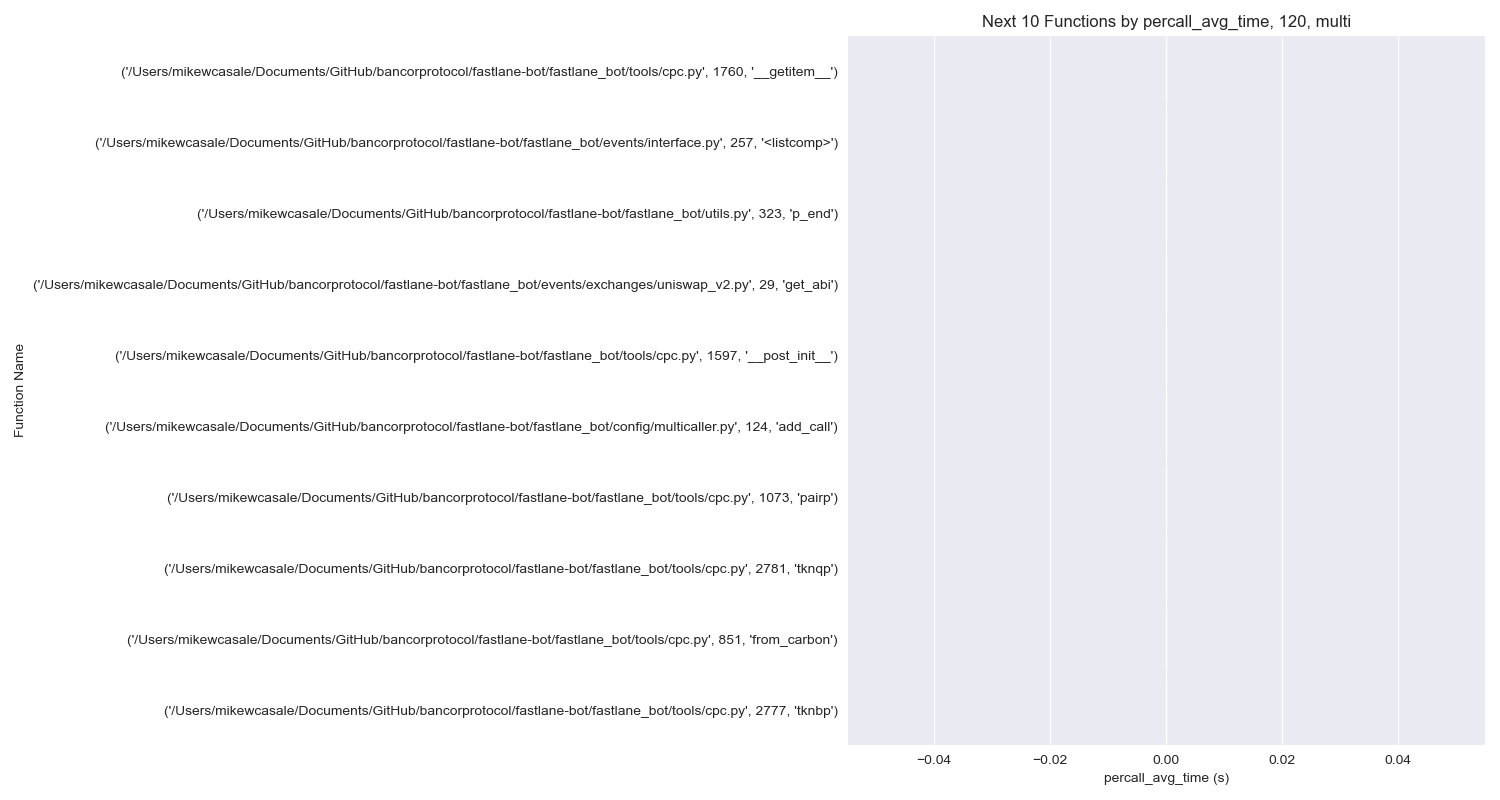 Next 10 Functions by percall_avg_time, 120, multi
('/Users/mikewcasale/Documents/GitHub/bancorprotocol/fastlane-bot/fastlane_bot/tools/cpc.py', 1760, '__getitem__')
('/Users/mikewcasale/Documents/GitHub/bancorprotocol/fastlane-bot/fastlane_bot/events/interface.py', 257, '<listcomp>')
('/Users/mikewcasale/Documents/GitHub/bancorprotocol/fastlane-bot/fastlane_bot/utils.py', 323, 'p_end')
('/Users/mikewcasale/Documents/GitHub/bancorprotocol/fastlane-bot/fastlane_bot/events/exchanges/uniswap_v2.py', 29, 'get_abi')
('/Users/mikewcasale/Documents/GitHub/bancorprotocol/fastlane-bot/fastlane_bot/tools/cpc.py', 1597, '__post_init__')
('/Users/mikewcasale/Documents/GitHub/bancorprotocol/fastlane-bot/fastlane_bot/config/multicaller.py', 124, 'add_call')
('/Users/mikewcasale/Documents/GitHub/bancorprotocol/fastlane-bot/fastlane_bot/tools/cpc.py', 1073, 'pairp')
('/Users/mikewcasale/Documents/GitHub/bancorprotocol/fastlane-bot/fastlane_bot/tools/cpc.py', 2781, 'tknqp')
('/Users/mikewcasale/Documents/GitHub/bancorprotocol/fastlane-bot/fastlane_bot/tools/cpc.py', 851, 'from_carbon')
('/Users/mikewcasale/Documents/GitHub/bancorprotocol/fastlane-bot/fastlane_bot/tools/cpc.py', 2777, 'tknbp')
Function Name
−0.04 −0.02 0.00 0.02 0.04
percall_avg_time (s)